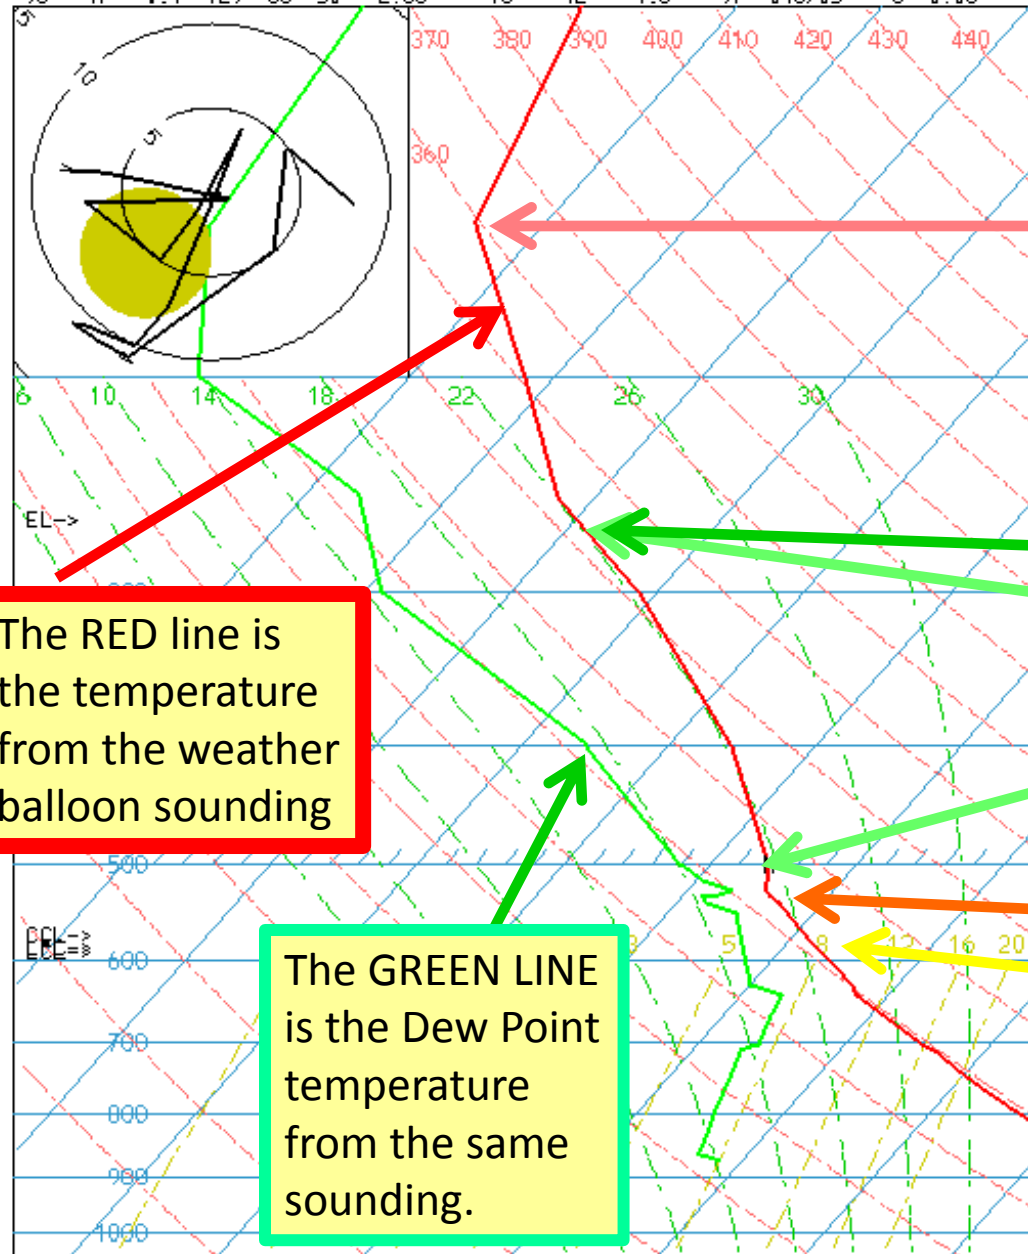 5
10
5
370 380 390 400 410 420 430 440
360
6 10 14 18 22 26 30
EL->
The RED line is
the temperature
from the weather
balloon sounding
500
5 8 12 16 20
600
The GREEN LINE
is the Dew Point
temperature
from the same
sounding.
700
800
900
1000